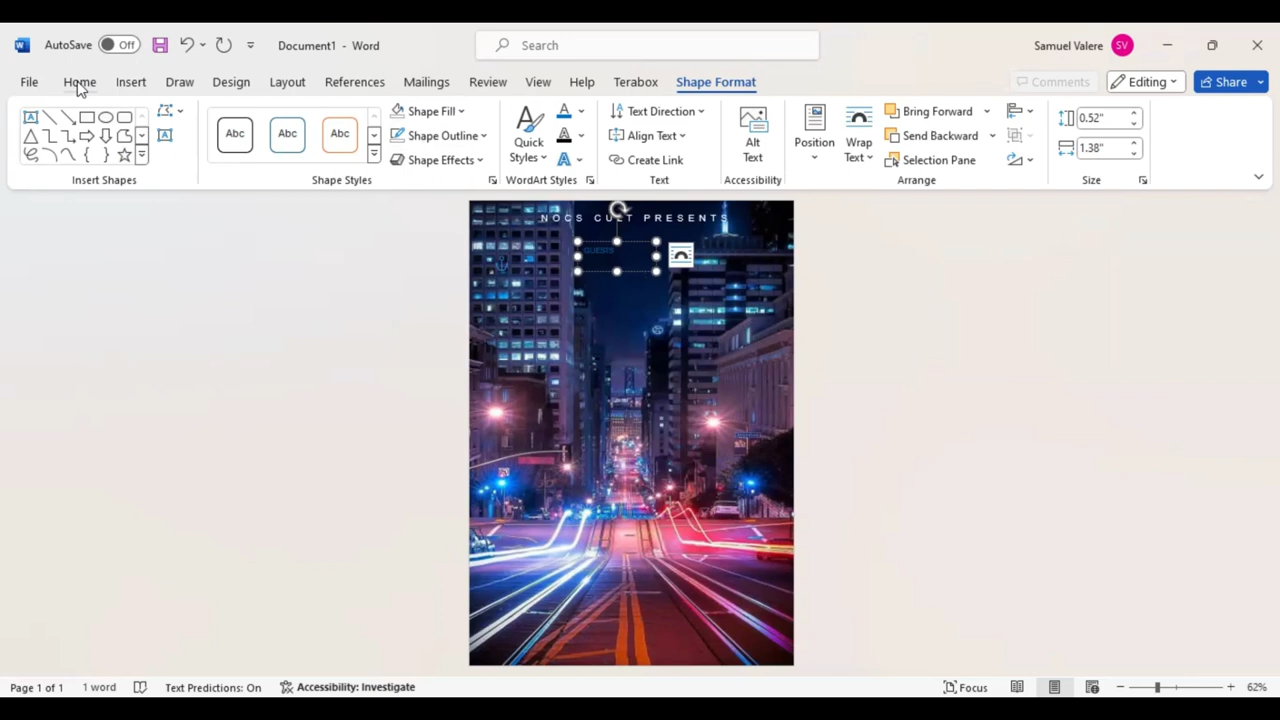 AutoSave Off Document1 - Word Search Samuel Valere SV
File Home Insert Draw Design Layout References Mailings Review View Help Terabox Shape Format Comments Editing Share
Abc Abc Abc
Shape Fill
Shape Outline
Shape Effects
Quick Styles
Text Direction
Align Text
Create Link
Alt Text
Position
Wrap Text
Bring Forward
Send Backward
Selection Pane
0.52"
1.38"
Insert Shapes Shape Styles WordArt Styles Text Accessibility Arrange Size
NOCS CULT PRESENTS
GUESTS
Page 1 of 1 1 word Text Predictions: On Accessibility: Investigate Focus 62%